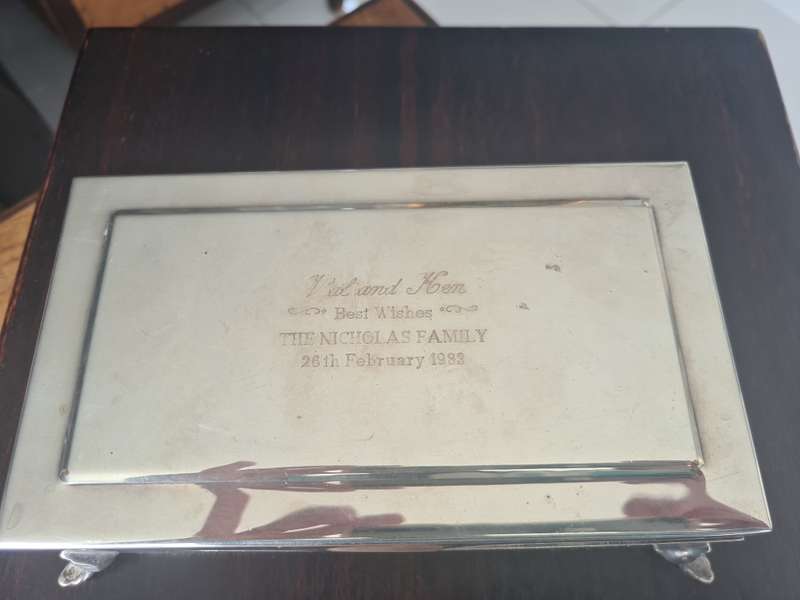 Val and Ken
Best Wishes
THE NICHOLAS FAMILY
26th February 1983